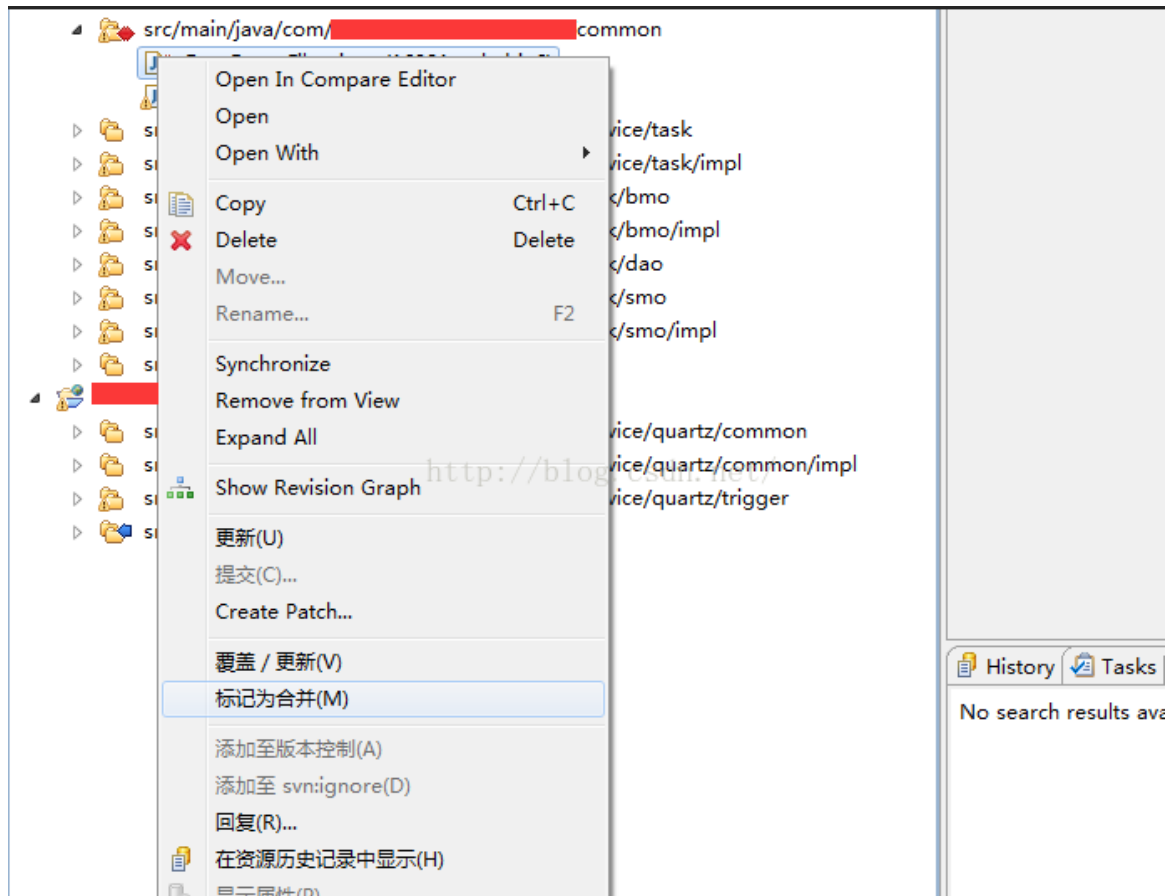 src/main/java/com/ common
Open In Compare Editor
Open
Open With
vice/task
vice/task/impl
Copy Ctrl+C
k/bmo
Delete Delete
k/bmo/impl
Move...
k/dao
Rename... F2
k/smo
k/smo/impl
Synchronize
Remove from View
Expand All
vice/quartz/common
vice/quartz/common/impl
http://blog.csdn.net/
Show Revision Graph
vice/quartz/trigger
更新(U)
提交(C)...
Create Patch...
覆盖 / 更新(V)
标记为合并(M)
History Tasks
No search results ava
添加至版本控制(A)
添加至 svn:ignore(D)
回复(R)...
在资源历史记录中显示(H)
显示属性(P)